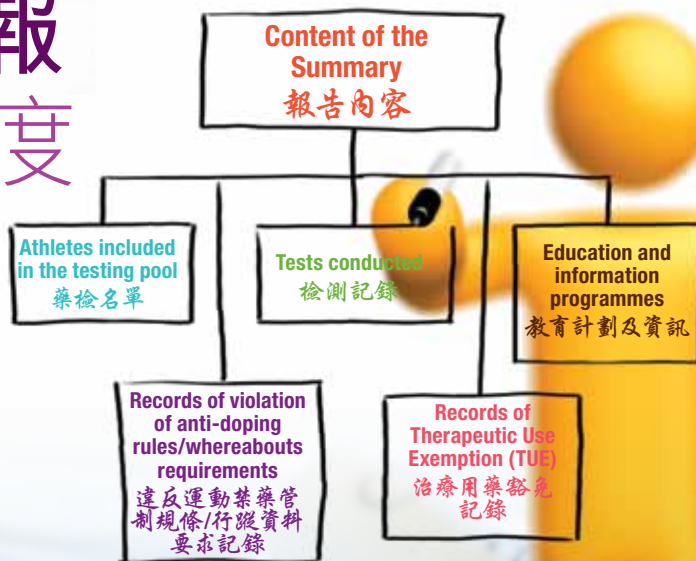 報
度
Content of the
Summary
報告內容
Athletes included
in the testing pool
藥檢名單
Tests conducted
檢測記錄
Education and
information
programmes
教育計劃及資訊
Records of violation
of anti-doping
rules/whereabouts
requirements
違反運動禁藥管
制規條/行蹤資料
要求記錄
Records of
Therapeutic Use
Exemption (TUE)
治療用藥豁免
記錄